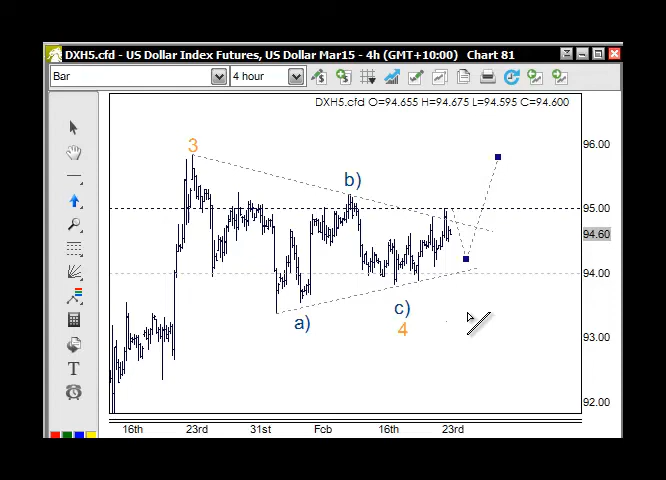 DXH5.cfd - US Dollar Index Futures, US Dollar Mar15 - 4h (GMT+10:00) Chart 81
Bar 4 hour
DXH5.cfd O=94.655 H=94.675 L=94.595 C=94.600
96.00
3
b)
95.00
94.60
94.00
a)
c)
4
93.00
92.00
T
16th 23rd 31st Feb 16th 23rd